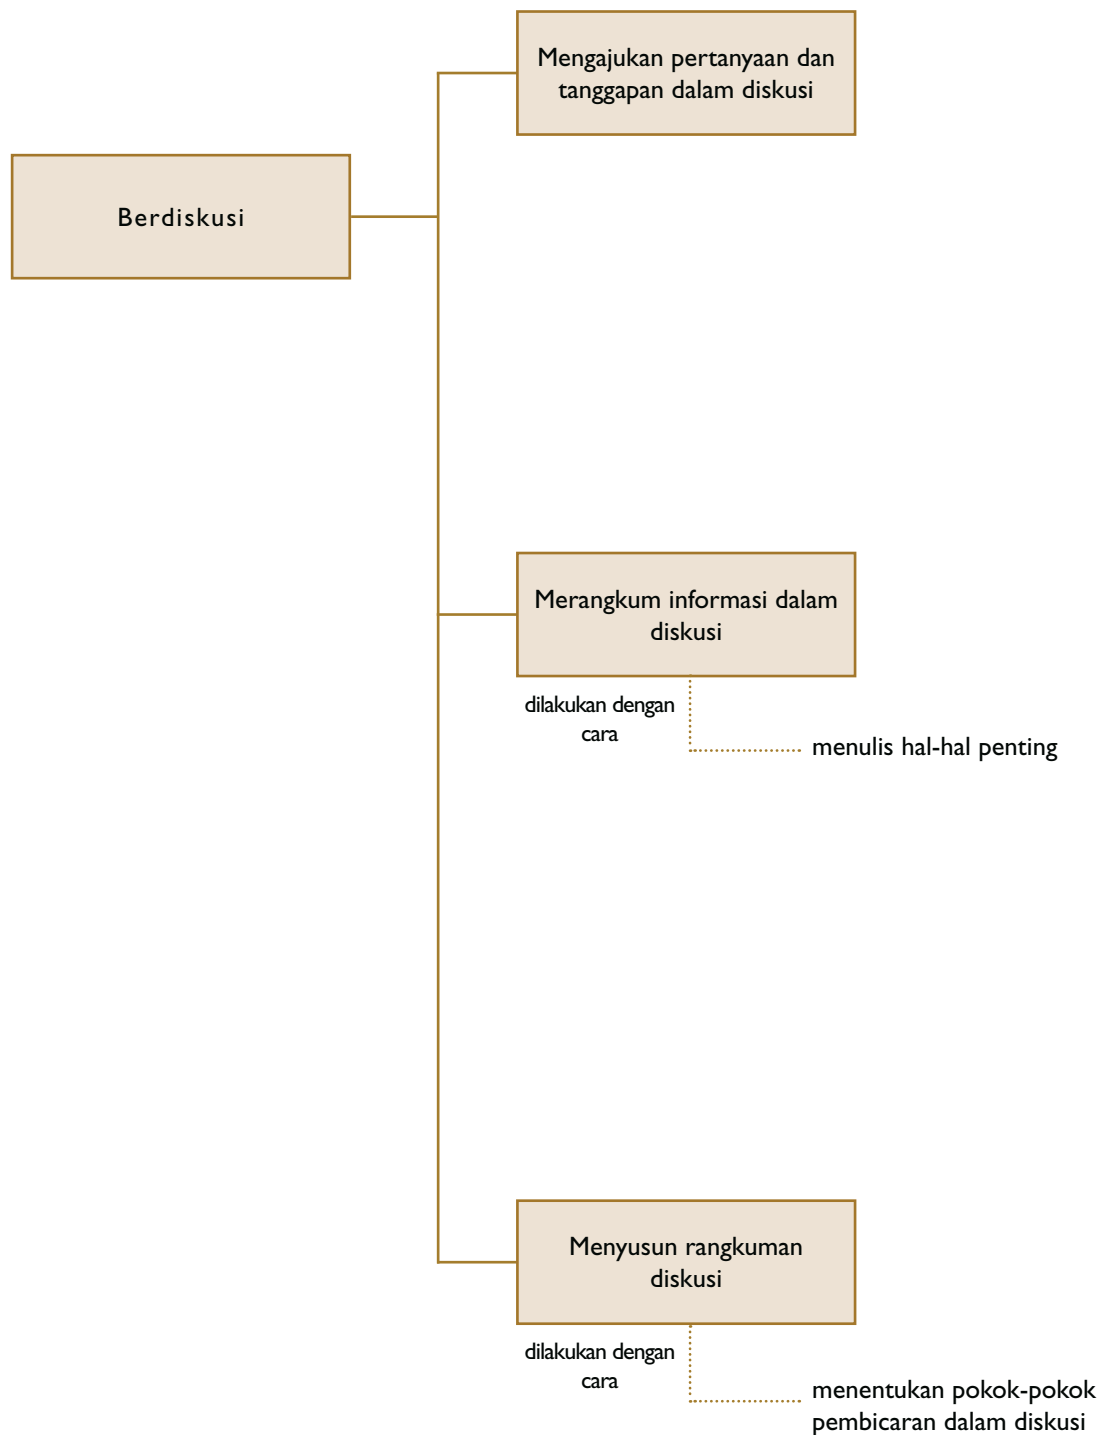 Mengajukan pertanyaan dan
tanggapan dalam diskusi
Berdiskusi
Merangkum informasi dalam
diskusi
dilakukan dengan
cara
menulis hal-hal penting
Menyusun rangkuman
diskusi
dilakukan dengan
cara
menentukan pokok-pokok
pembicaran dalam diskusi